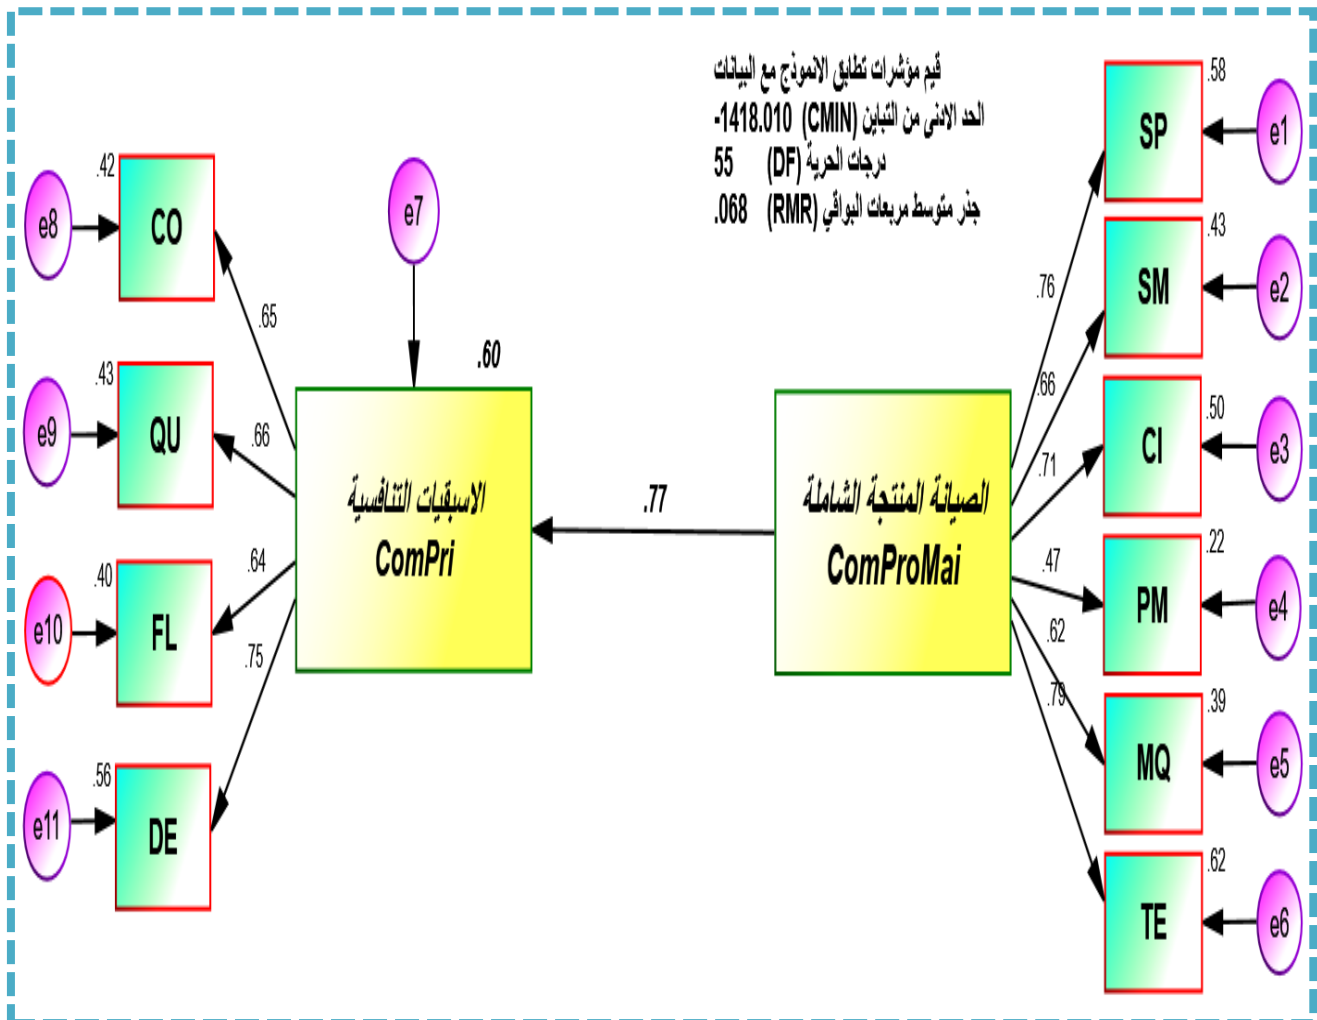 قيم مؤشرات تطابق الانموذج مع البيانات
الحد الادنى من التباين (CMIN) 1418.010-
درجات الحرية (DF) 55
جذر متوسط مربعات البواقي (RMR) .068
.58
SP
e1
.42
CO
e8
e7
.43
SM
e2
.76
.65
.60
.66
.50
CI
e3
.43
QU
e9
.66
.71
الاسبقيات التنافسية
ComPri
.77
الصيانة المنتجة الشاملة
ComProMai
.47
.22
PM
e4
.40
FL
e10
.64
.62
.75
.79
.39
MQ
e5
.56
DE
e11
.62
TE
e6